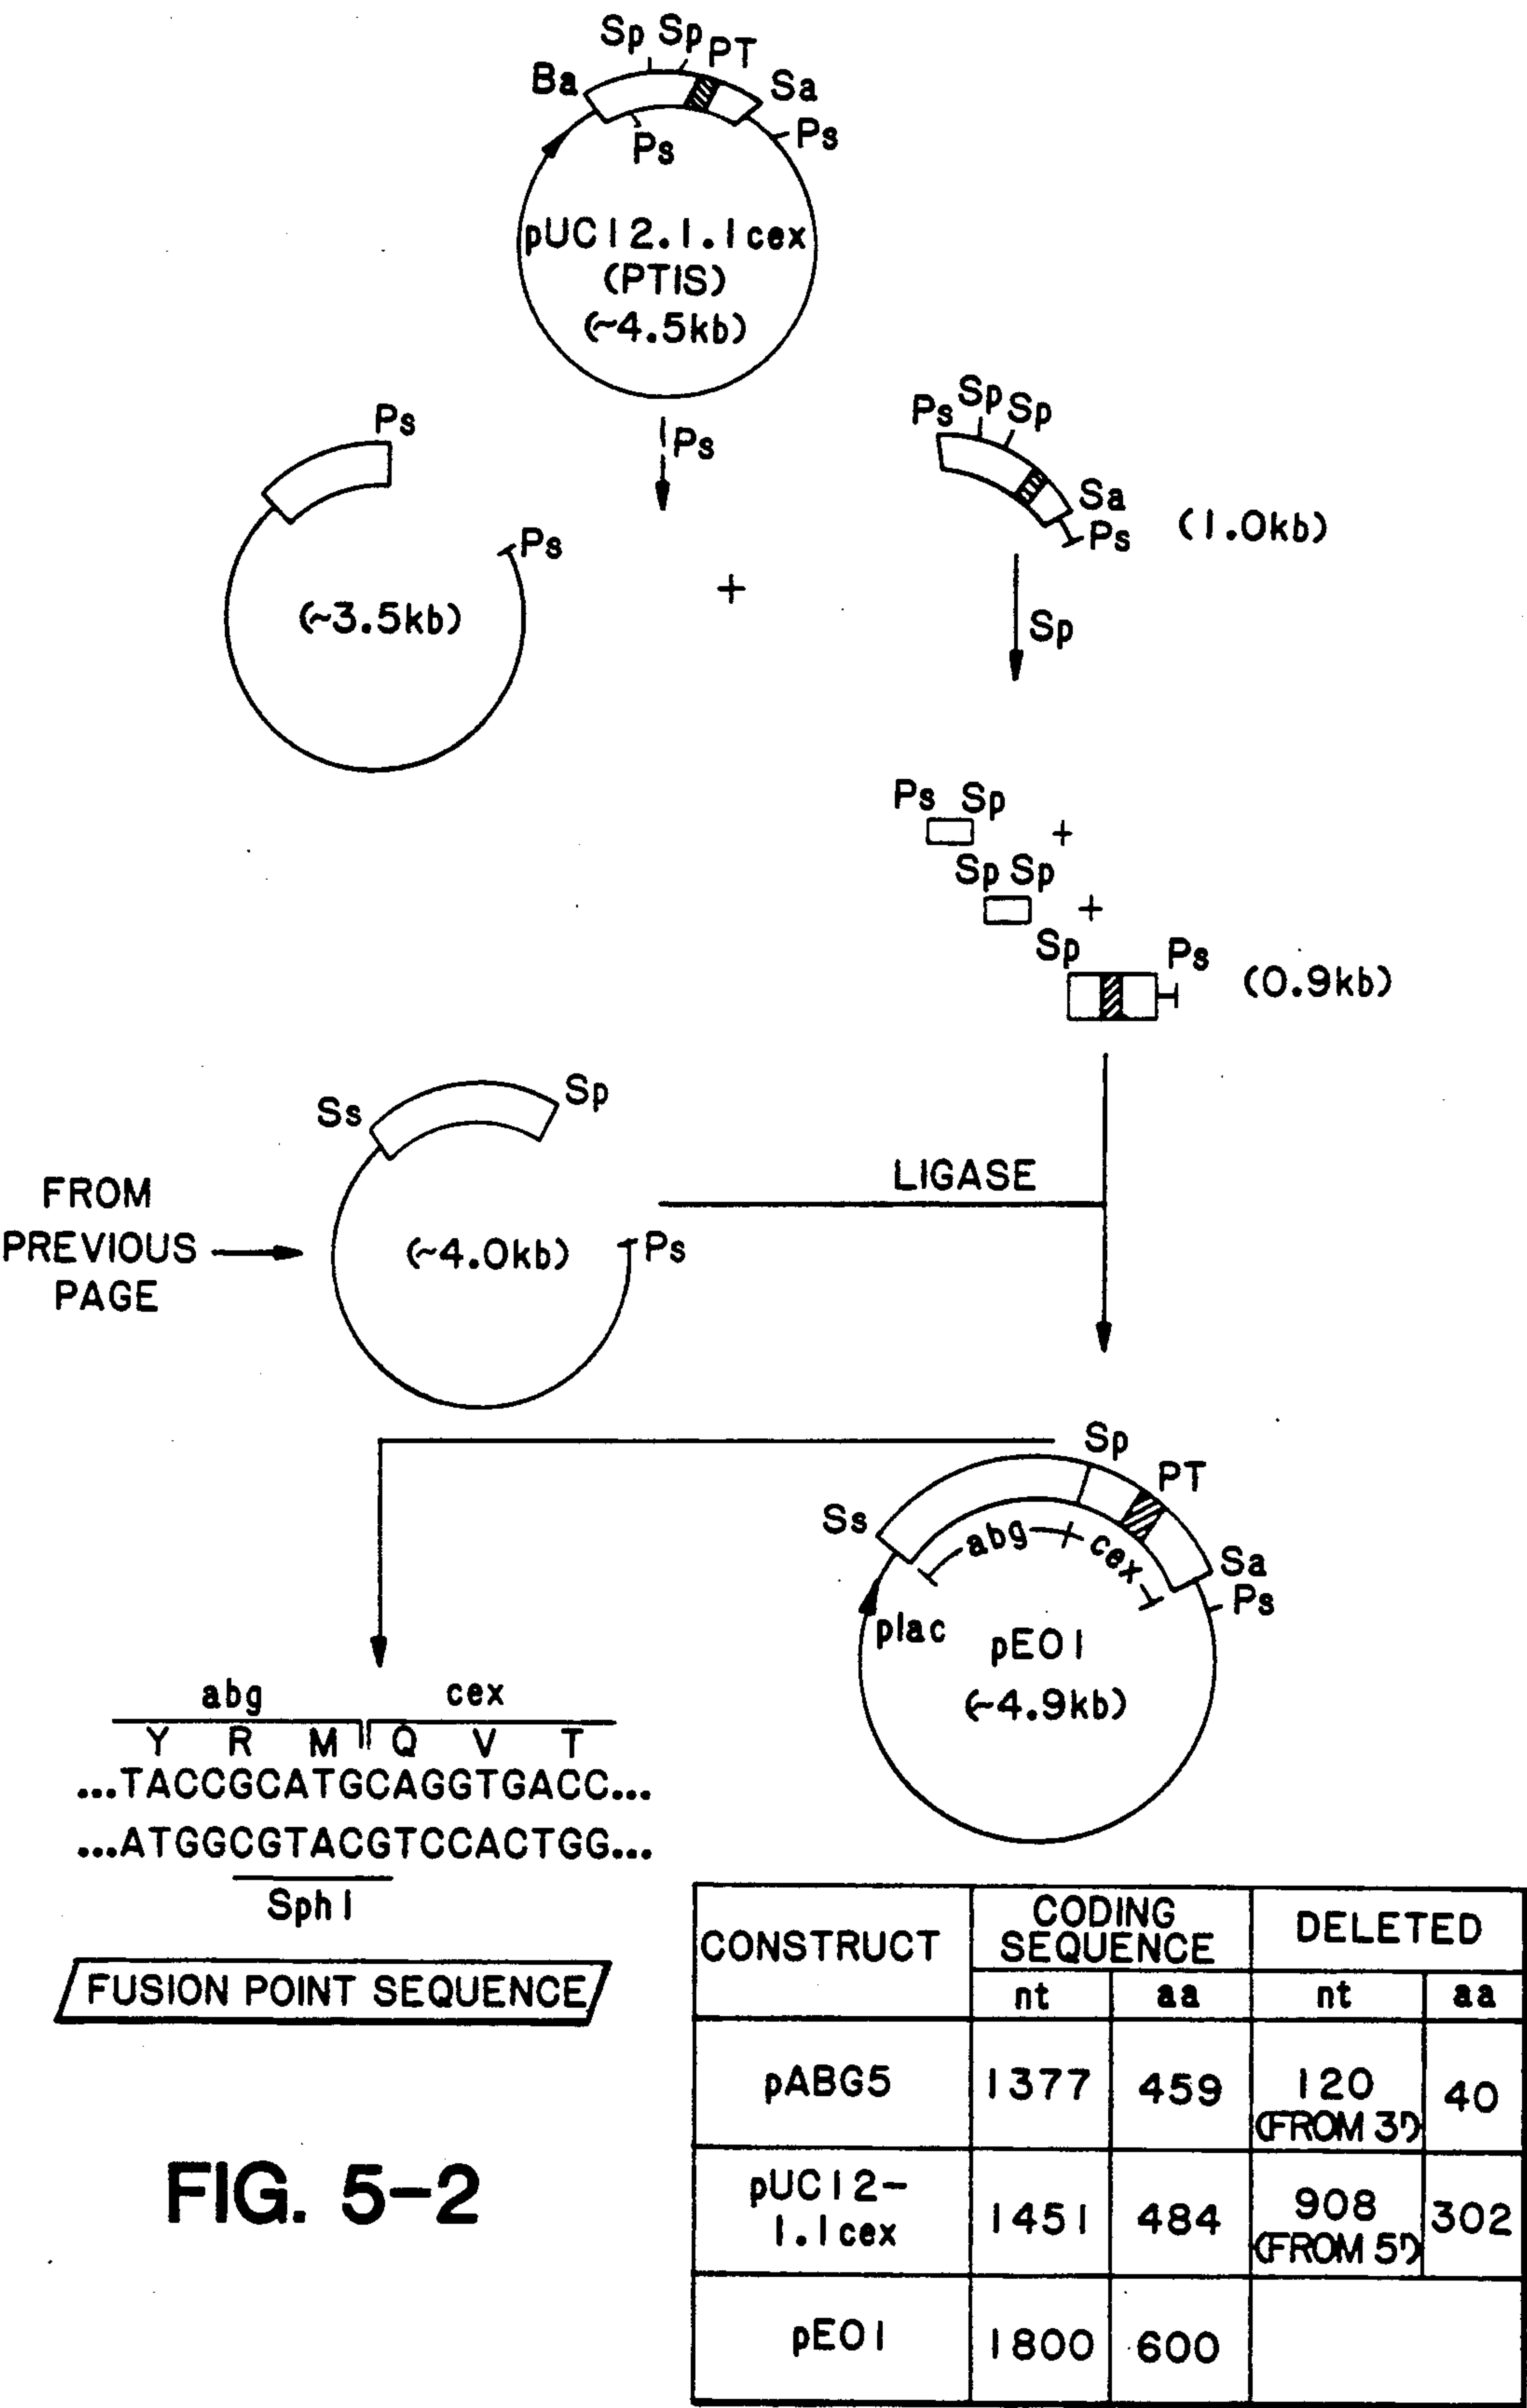 Sp Sp PT
Ba Sa
Ps Ps
pUC12.1.1cex
(PTIS)
(~4.5kb)
Ps
Ps
Ps
(~3.5kb)
+
Ps Sp Sp
Sa
Ps
(1.0kb)
Sp
Ps Sp
+
Sp Sp
+
Sp Ps
(0.9kb)
FROM
PREVIOUS
PAGE
Ss Sp
(~4.0kb)
Ps
LIGASE
Sp
PT
Ss
abg
cex
Sa
Ps
plac
pEO1
(~4.9kb)
abg cex
Y R M Q V T
...TACCGCATGCAGGTGACC...
...ATGGCGTACGTCCACTGG...
Sph1
FUSION POINT SEQUENCE
CONSTRUCT CODING SEQUENCE DELETED
nt aa nt aa
pABG5 1377 459 120 (FROM 3') 40
pUC12-1.1cex 1451 484 908 (FROM 5') 302
pEO1 1800 600
FIG. 5-2